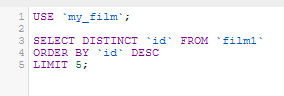 1 USE `my_film`;
2
3 SELECT DISTINCT `id` FROM `film1`
4 ORDER BY `id` DESC
5 LIMIT 5;